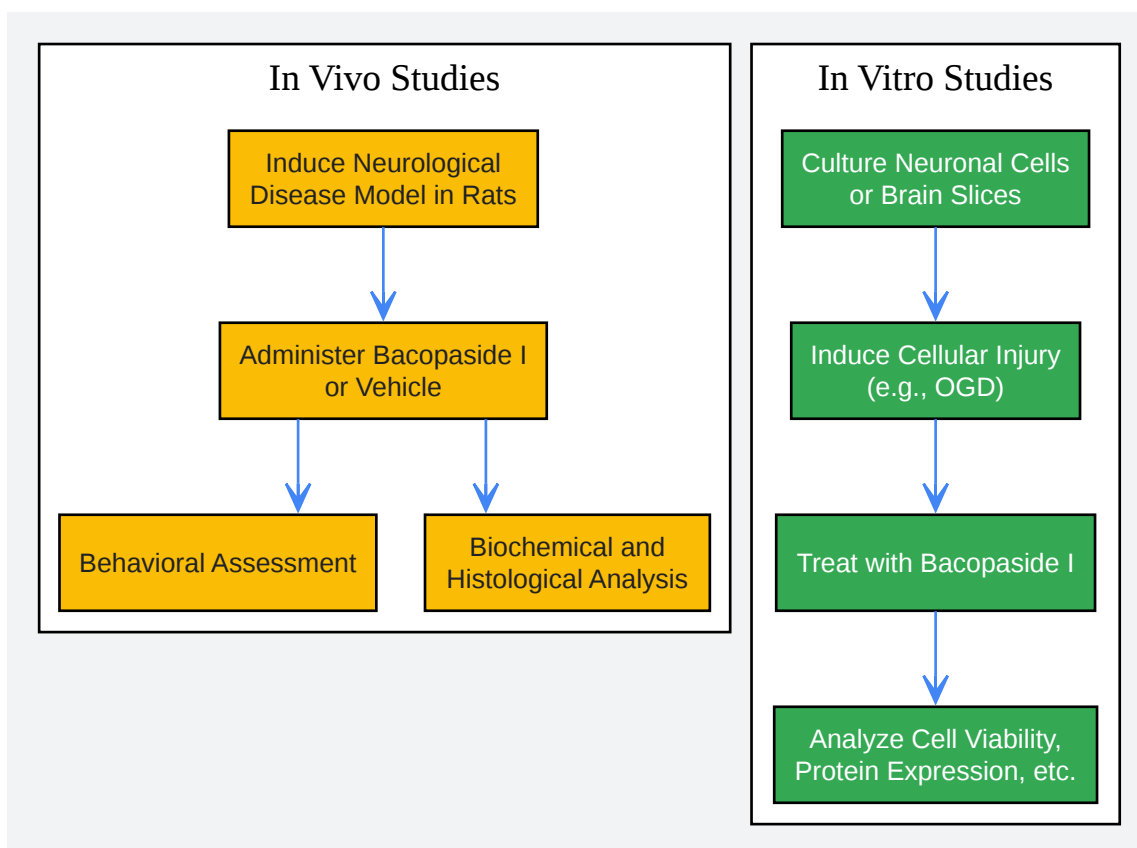 In Vivo Studies
Induce Neurological
Disease Model in Rats
Administer Bacopaside I
or Vehicle
Behavioral Assessment
Biochemical and
Histological Analysis
In Vitro Studies
Culture Neuronal Cells
or Brain Slices
Induce Cellular Injury
(e.g., OGD)
Treat with Bacopaside I
Analyze Cell Viability,
Protein Expression, etc.